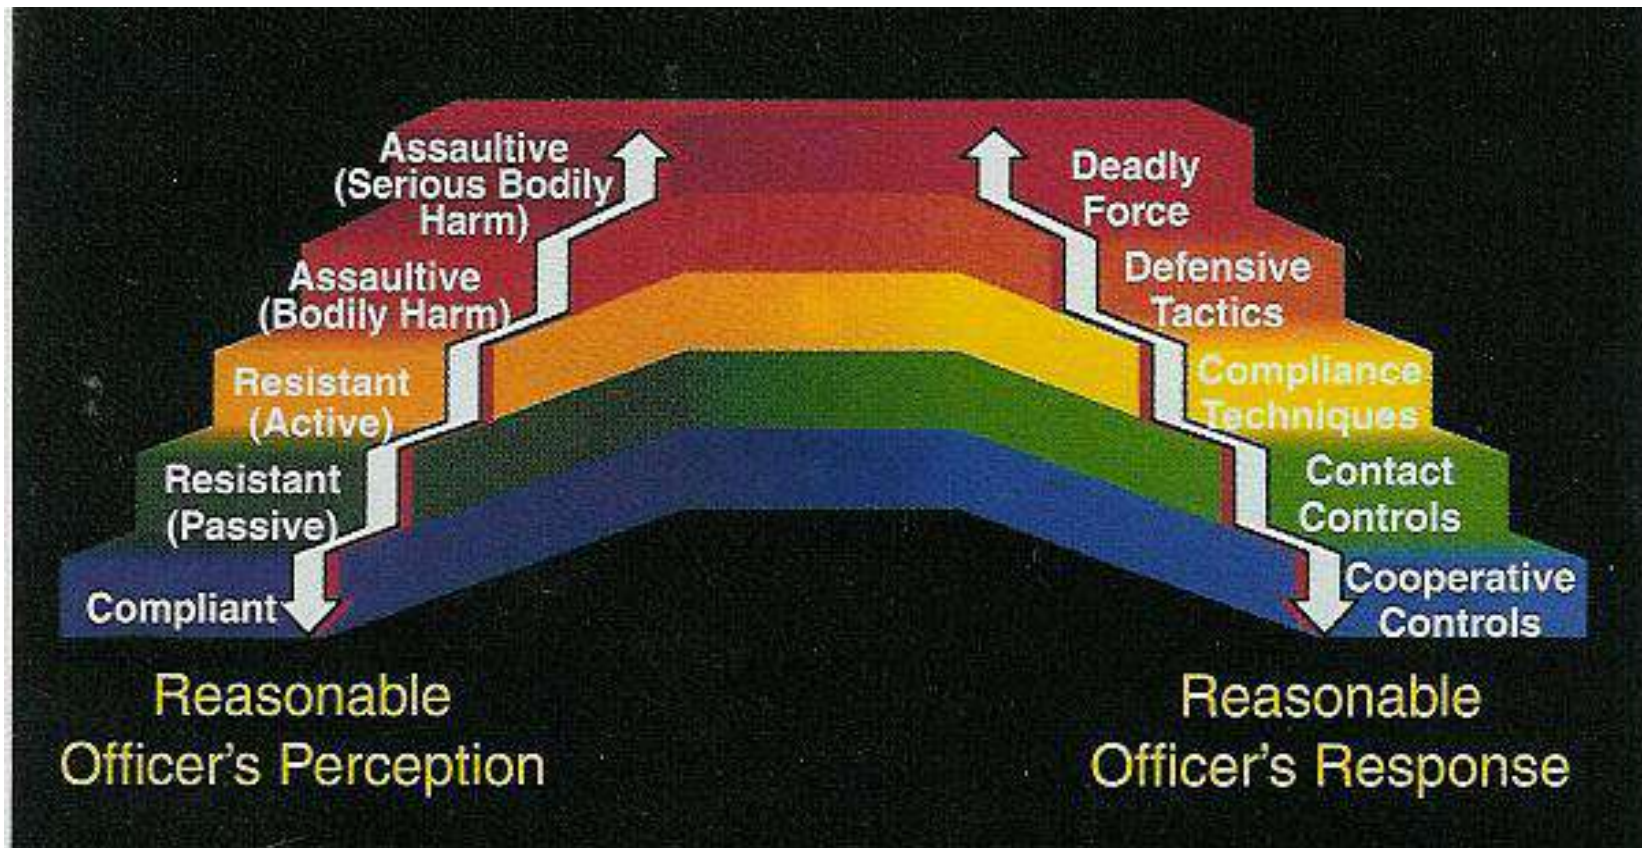 Assaultive
(Serious Bodily
Harm)
Assaultive
(Bodily Harm)
Resistant
(Active)
Resistant
(Passive)
Compliant
Reasonable
Officer's Perception
Deadly
Force
Defensive
Tactics
Compliance
Techniques
Contact
Controls
Cooperative
Controls
Reasonable
Officer's Response